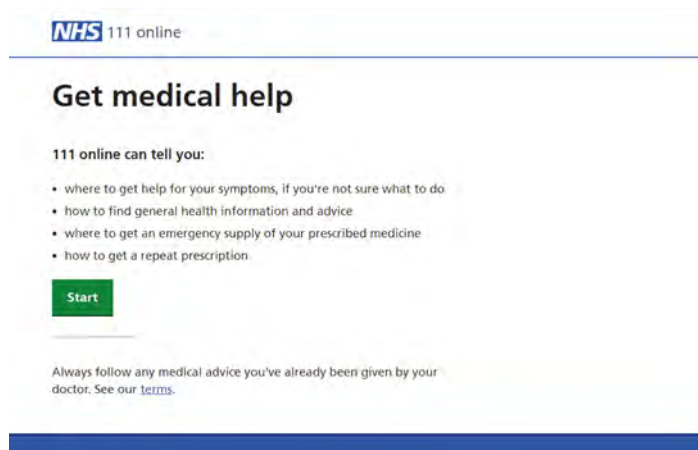 NHS 111 online
Get medical help
111 online can tell you:
• where to get help for your symptoms, if you're not sure what to do
• how to find general health information and advice
• where to get an emergency supply of your prescribed medicine
• how to get a repeat prescription
Start
Always follow any medical advice you've already been given by your
doctor. See our terms.